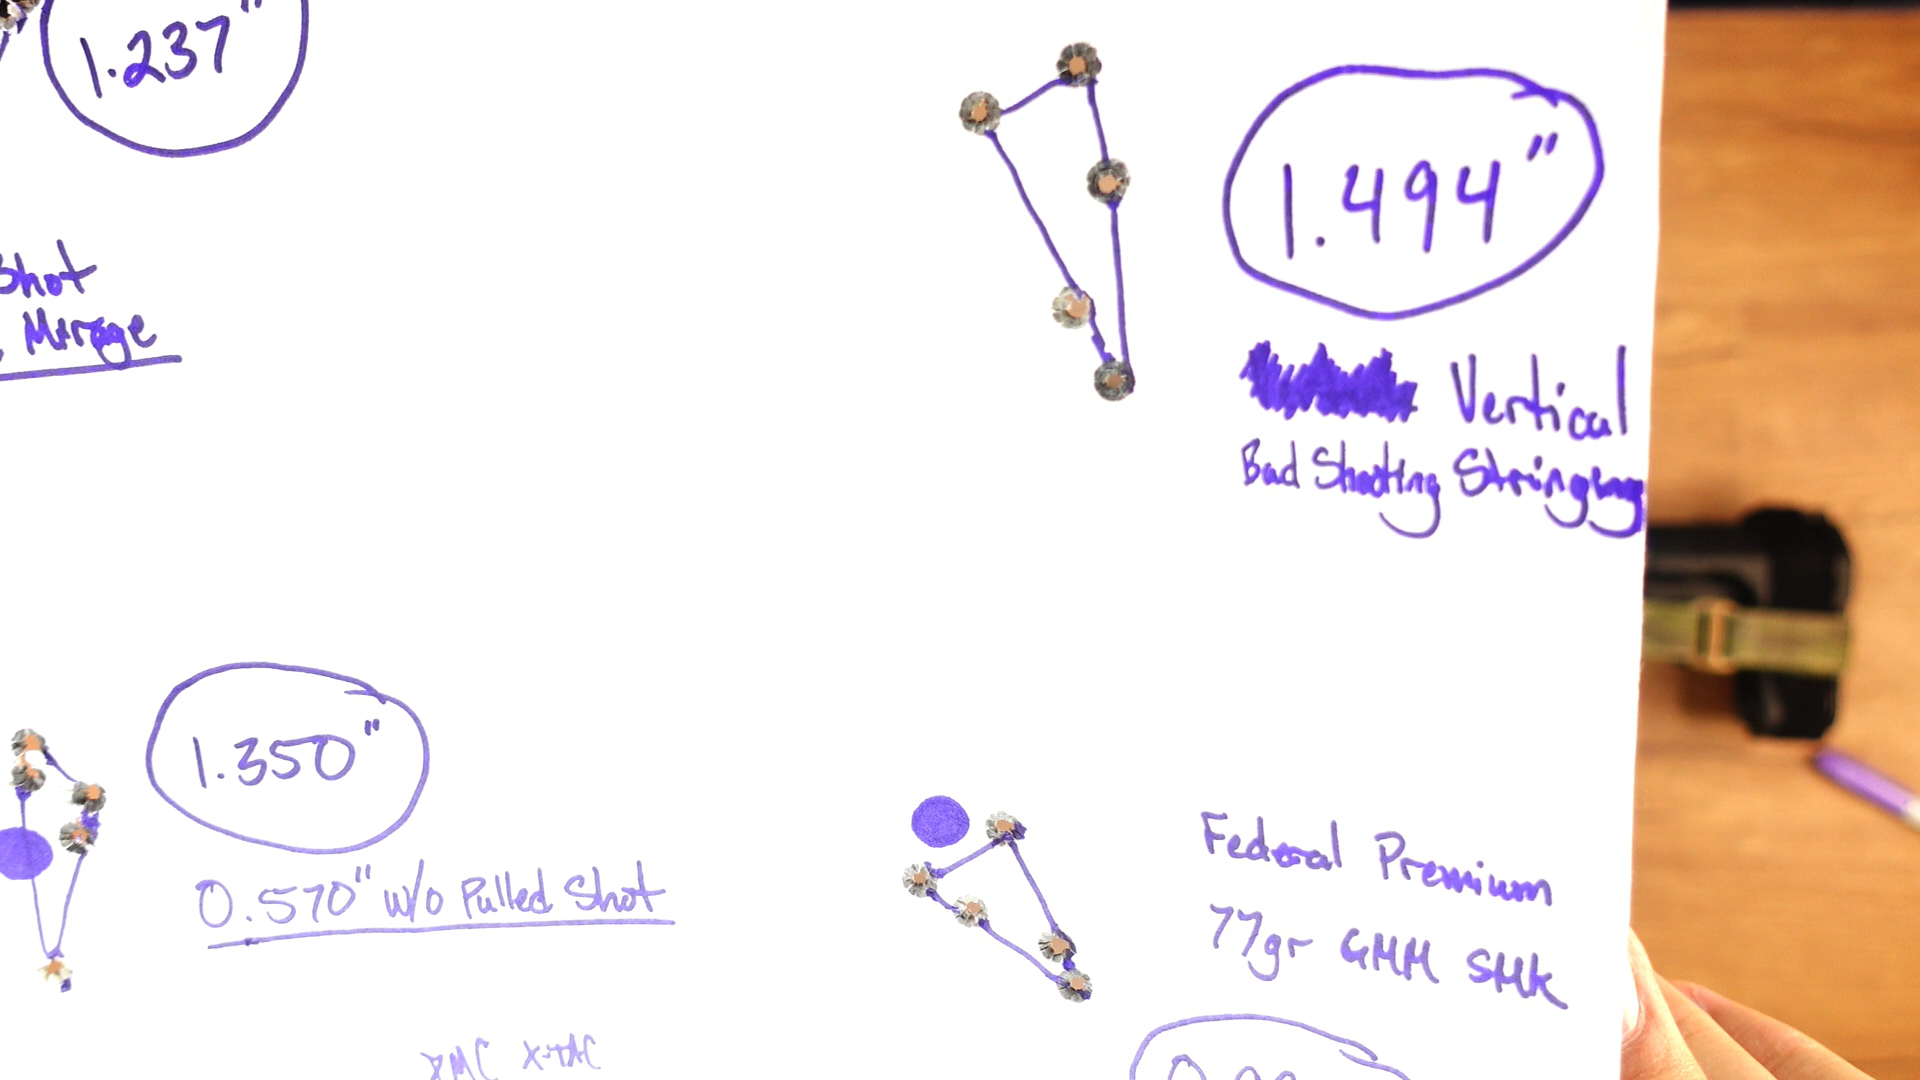 1.237"
Shot
Mirage
1.494"
Vertical
Bad Shooting Stringing
1.350"
0.570" w/o Pulled Shot
Federal Premium
77gr GMM SMK
X-TAC